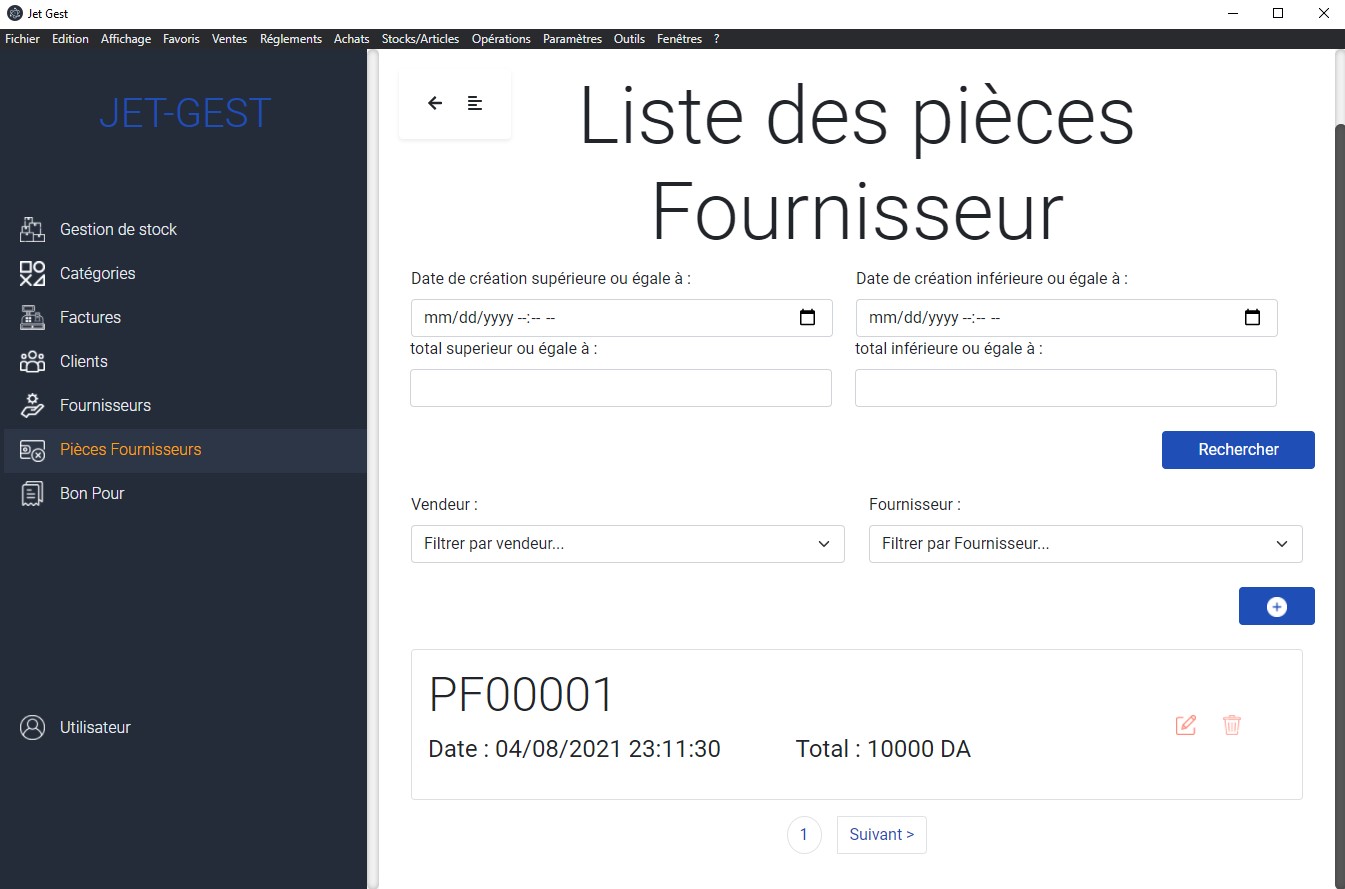 Jet Gest
Fichier Edition Affichage Favoris Ventes Réglements Achats Stocks/Articles Opérations Paramètres Outils Fenêtres ?
JET-GEST
Gestion de stock
Catégories
Factures
Clients
Fournisseurs
Pièces Fournisseurs
Bon Pour
Utilisateur
Liste des pièces
Fournisseur
Date de création supérieure ou égale à : Date de création inférieure ou égale à :
mm/dd/yyyy --:-- -- mm/dd/yyyy --:-- --
total superieur ou égale à : total inférieure ou égale à :
Rechercher
Vendeur : Fournisseur :
Filtrer par vendeur... Filtrer par Fournisseur...
PF00001
Date : 04/08/2021 23:11:30 Total : 10000 DA
1 Suivant >